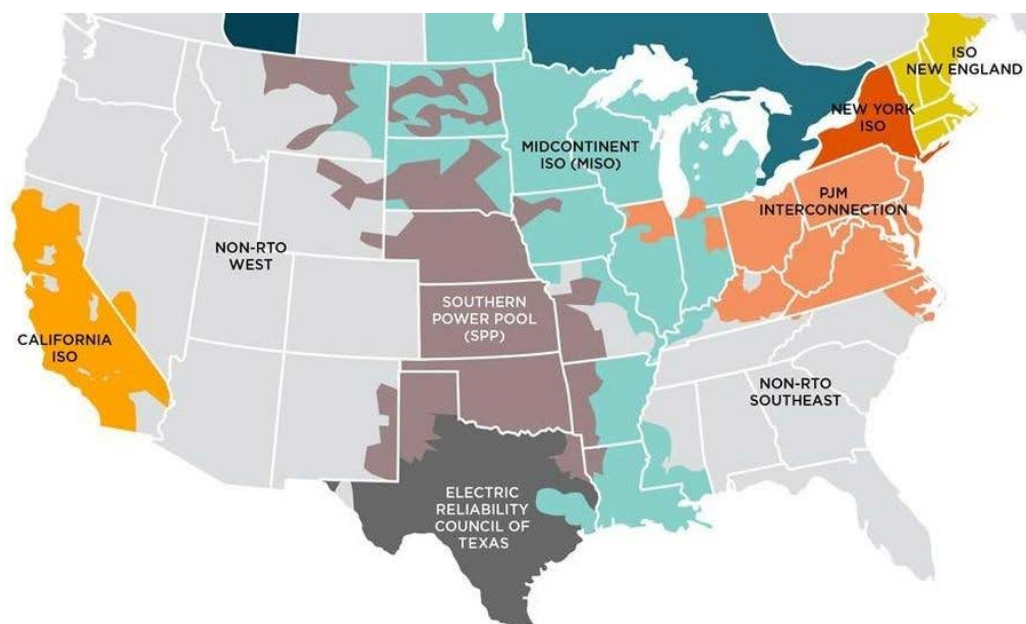 ISO
NEW ENGLAND
NEW YORK
ISO
MIDCONTINENT
ISO (MISO)
PJM
INTERCONNECTION
NON-RTO
WEST
SOUTHERN
POWER POOL
(SPP)
CALIFORNIA
ISO
NON-RTO
SOUTHEAST
ELECTRIC
RELIABILITY
COUNCIL OF
TEXAS